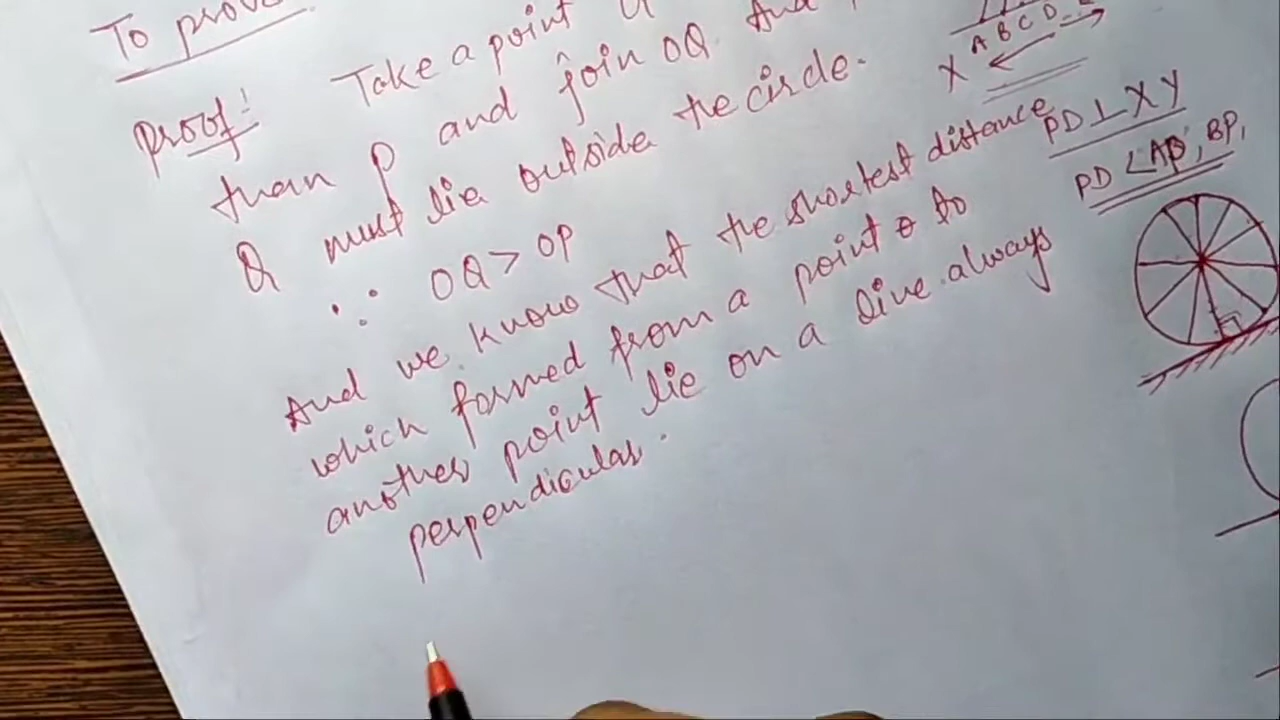 To prove
Proof! Take a point Q
than P and join OQ. And
Q must lie outside the circle.
∴ OQ > OP
And we know that the shortest distance
which formed from a point to
another point lie on a line always
perpendicular.
A B C D
X
PD ⊥ XY
PD < AP, BP,